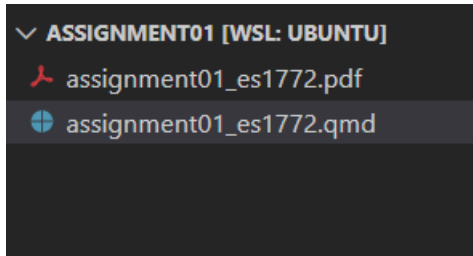 ASSIGNMENT01 [WSL: UBUNTU]
assignment01_es1772.pdf
assignment01_es1772.qmd